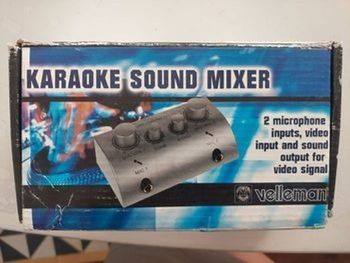 KARAOKE SOUND MIXER
2 microphone
inputs, video
input and sound
output for
video signal
velleman